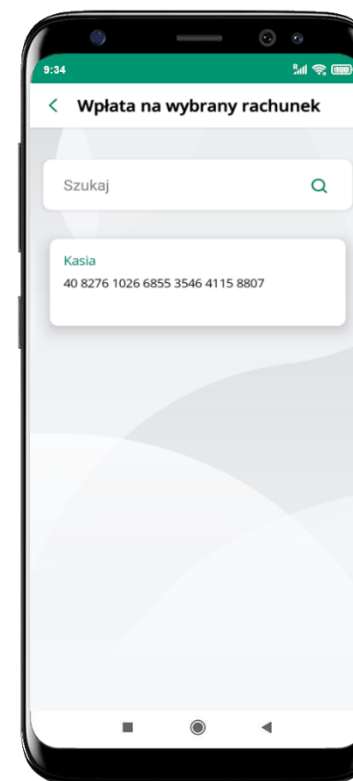 9:34
Wpłata na wybrany rachunek
Szukaj
Kasia
40 8276 1026 6855 3546 4115 8807